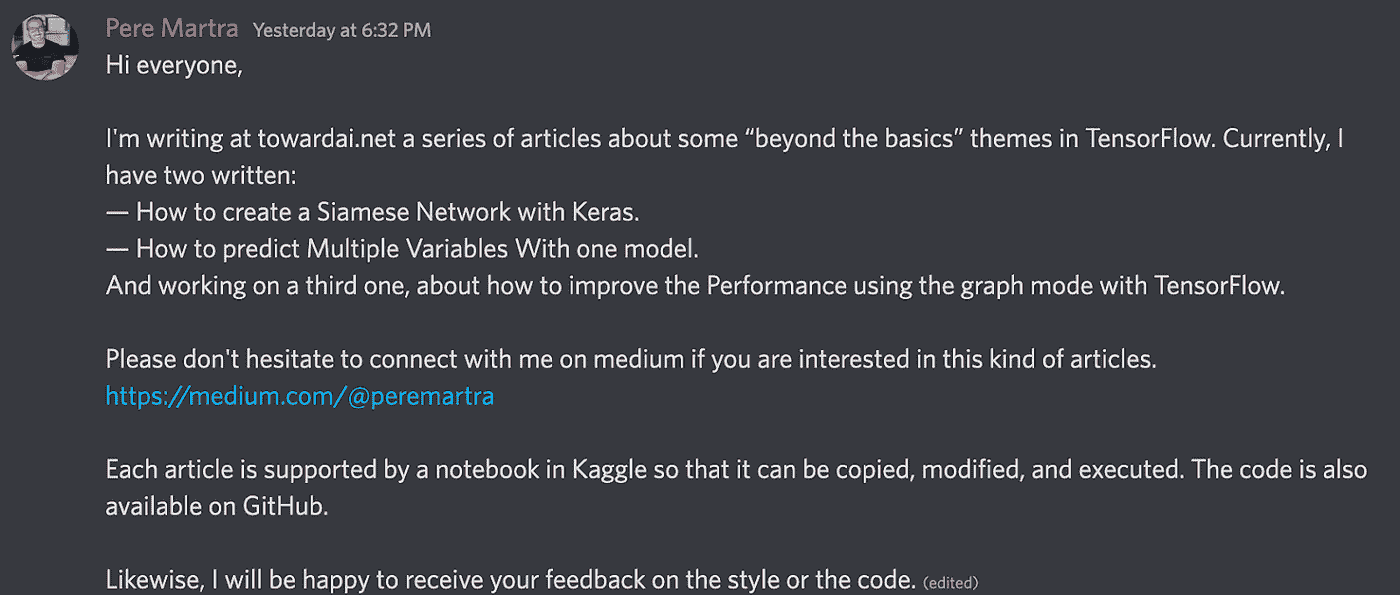 Pere Martra Yesterday at 6:32 PM
Hi everyone,
I'm writing at towardai.net a series of articles about some “beyond the basics” themes in TensorFlow. Currently, I
have two written:
— How to create a Siamese Network with Keras.
— How to predict Multiple Variables With one model.
And working on a third one, about how to improve the Performance using the graph mode with TensorFlow.
Please don't hesitate to connect with me on medium if you are interested in this kind of articles.
https://medium.com/@peremartra
Each article is supported by a notebook in Kaggle so that it can be copied, modified, and executed. The code is also
available on GitHub.
Likewise, I will be happy to receive your feedback on the style or the code. (edited)